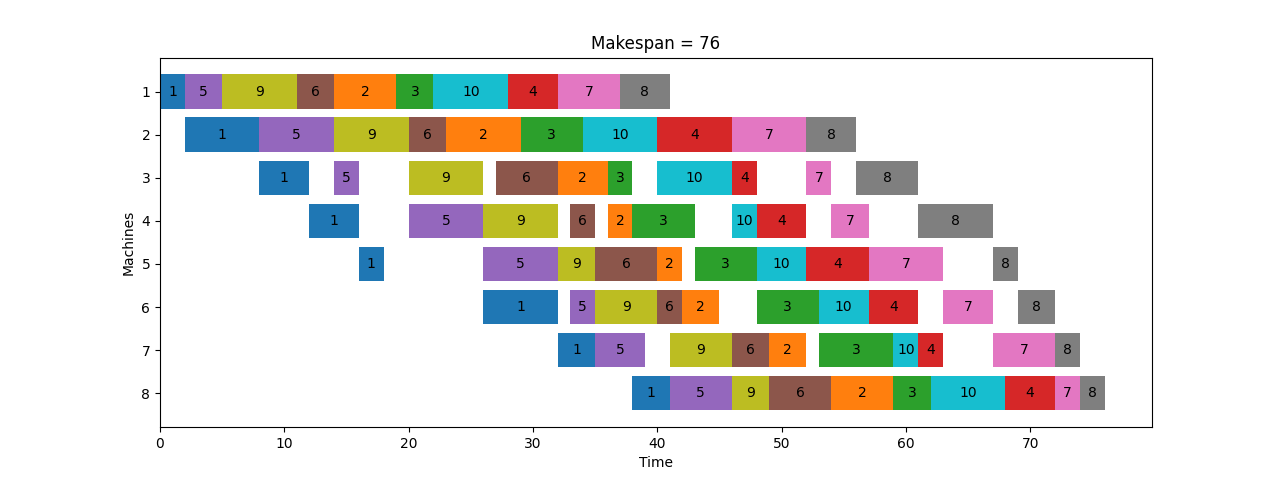 Makespan = 76
Machines
1 1 5 9 6 2 3 10 4 7 8
2 1 5 9 6 2 3 10 4 7 8
3 1 5 9 6 2 3 10 4 7 8
4 1 5 9 6 2 3 10 4 7 8
5 1 5 9 6 2 3 10 4 7 8
6 1 5 9 6 2 3 10 4 7 8
7 1 5 9 6 2 3 10 4 7 8
8 1 5 9 6 2 3 10 4 7 8
0 10 20 30 40 50 60 70
Time